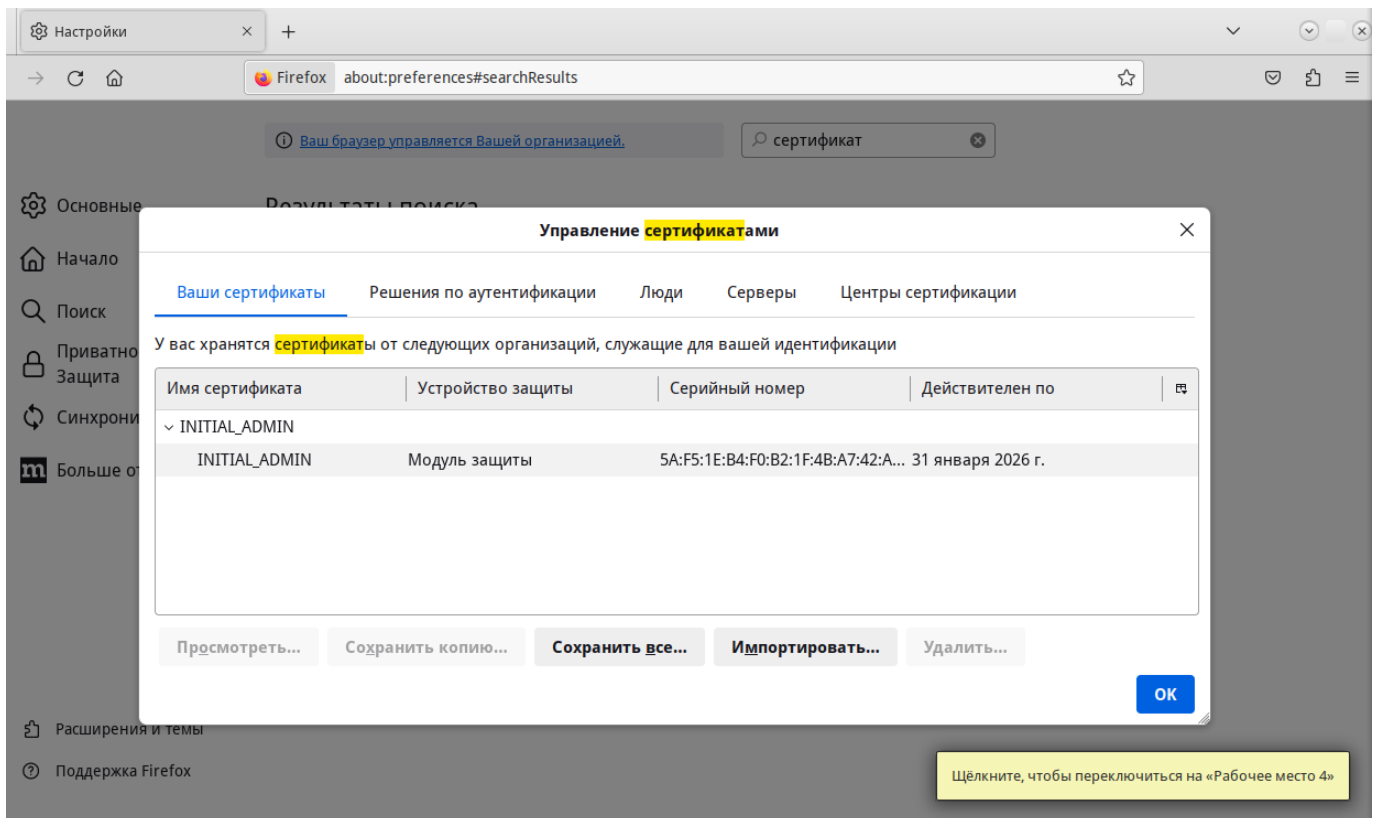 Настройки
Firefox about:preferences#searchResults
Ваш браузер управляется Вашей организацией.
сертификат
Основные
Результаты поиска
Управление сертификатами
Начало
Ваши сертификаты Решения по аутентификации Люди Серверы Центры сертификации
Поиск
У вас хранятся сертификаты от следующих организаций, служащие для вашей идентификации
Приватно
Защита
Имя сертификата Устройство защиты Серийный номер Действителен по
Синхрони
INITIAL_ADMIN
INITIAL_ADMIN Модуль защиты 5A:F5:1E:B4:F0:B2:1F:4B:A7:42:A... 31 января 2026 г.
Больше от
Просмотреть... Сохранить копию... Сохранить все... Импортировать... Удалить...
OK
Расширения и темы
Поддержка Firefox
Щёлкните, чтобы переключиться на «Рабочее место 4»